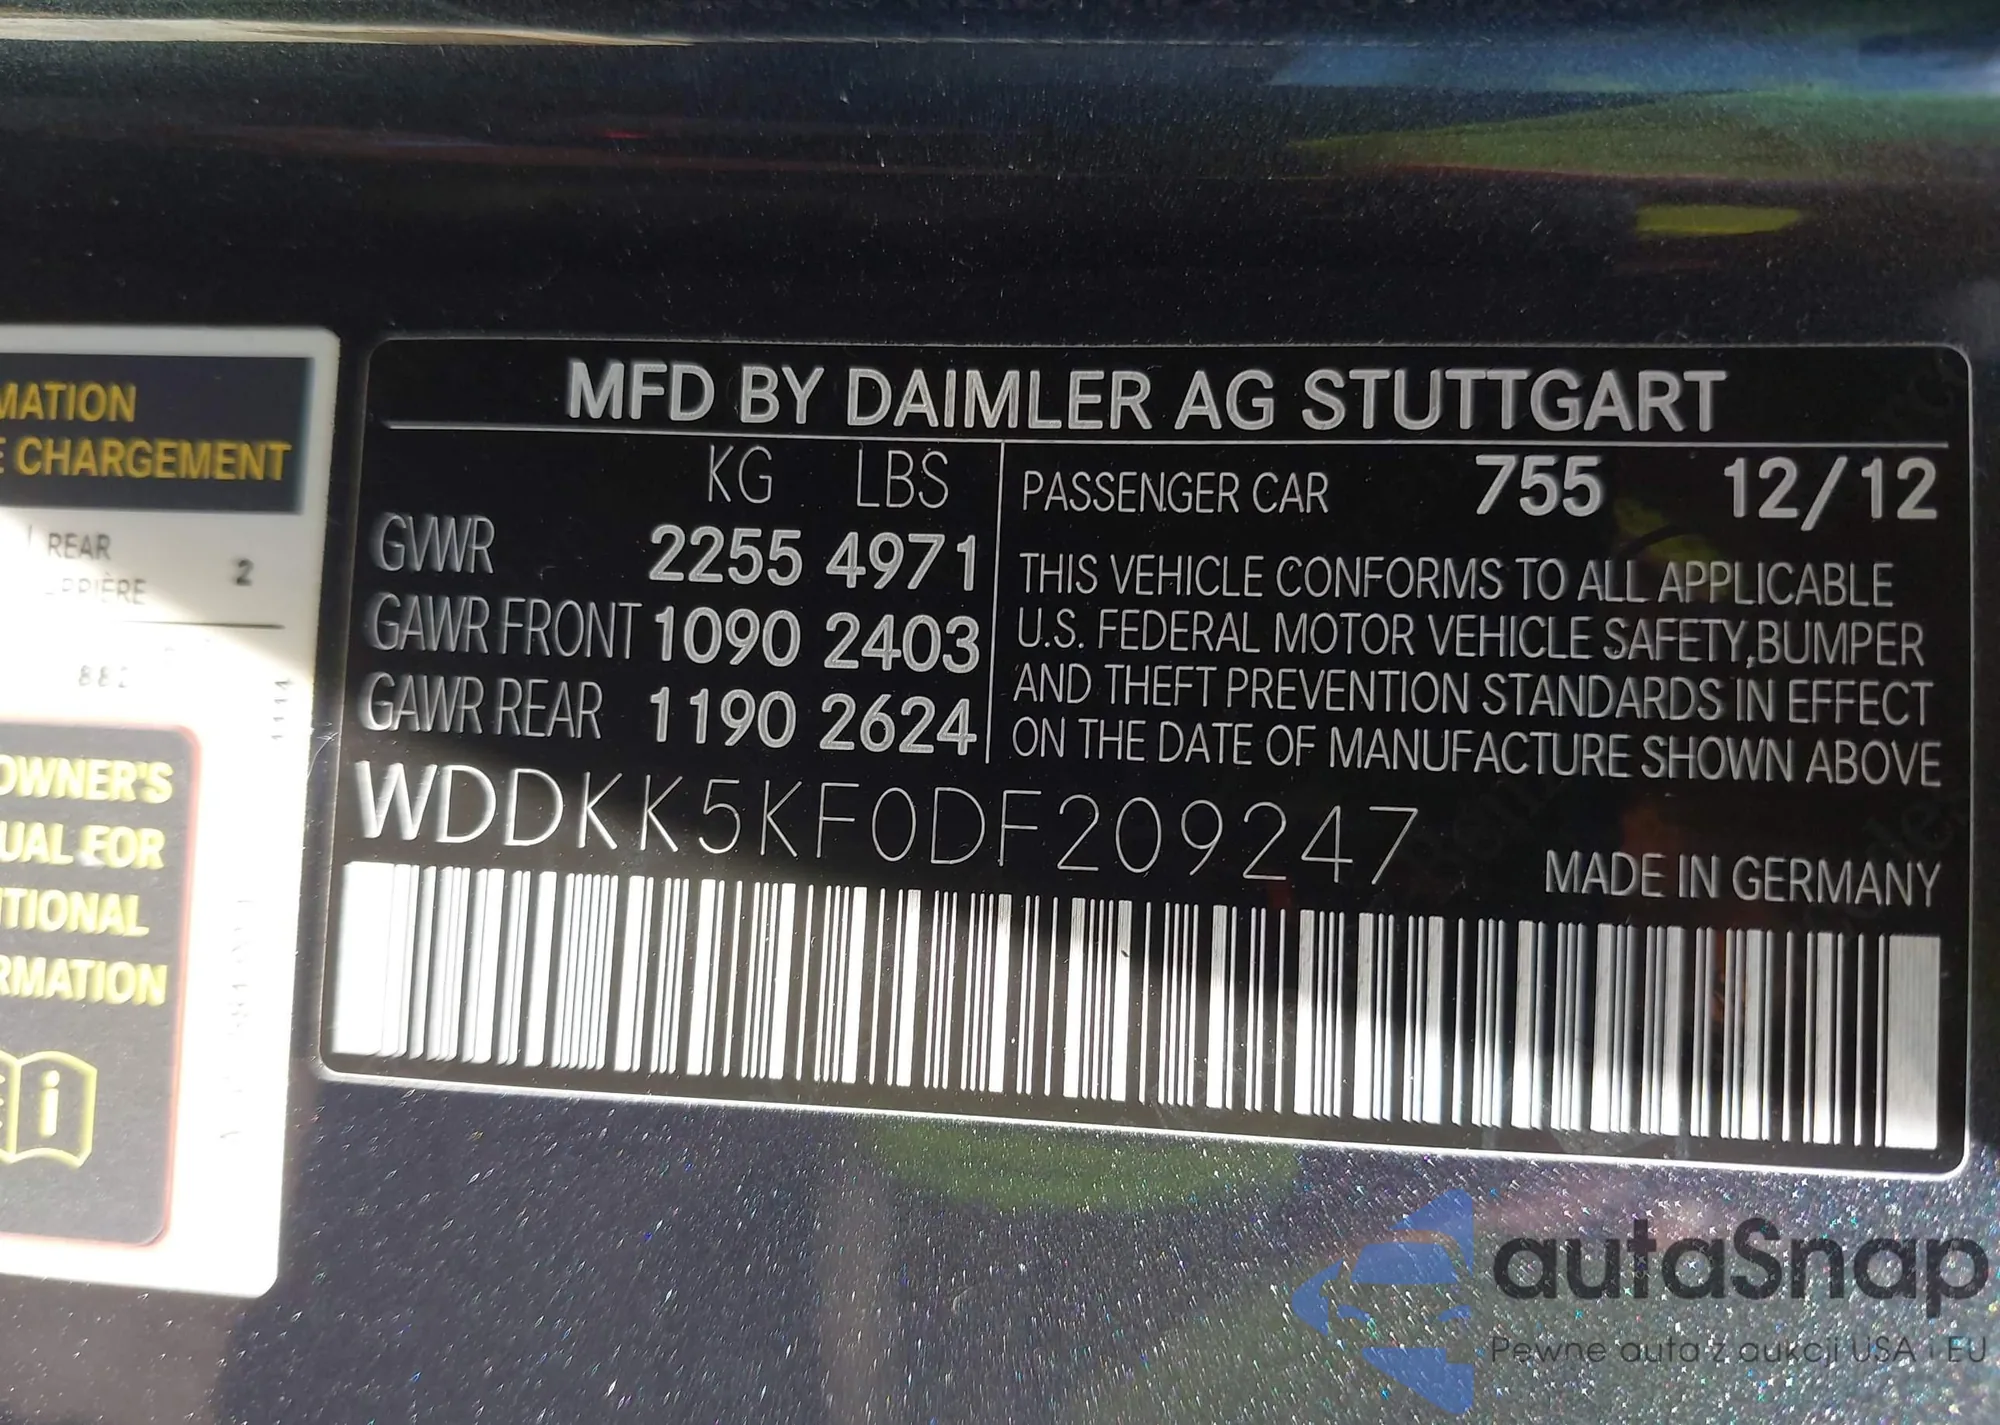 MATION
E CHARGEMENT
REAR 2
882
1114
OWNER'S
UAL FOR
ITIONAL
RMATION
i
MFD BY DAIMLER AG STUTTGART
KG LBS
GVWR 2255 4971
GAWR FRONT 1090 2403
GAWR REAR 1190 2624
PASSENGER CAR 755 12/12
THIS VEHICLE CONFORMS TO ALL APPLICABLE
U.S. FEDERAL MOTOR VEHICLE SAFETY,BUMPER
AND THEFT PREVENTION STANDARDS IN EFFECT
ON THE DATE OF MANUFACTURE SHOWN ABOVE
WDDKK5KF0DF209247
MADE IN GERMANY
autaSnap
Pewne auta z aukcji USA i EU